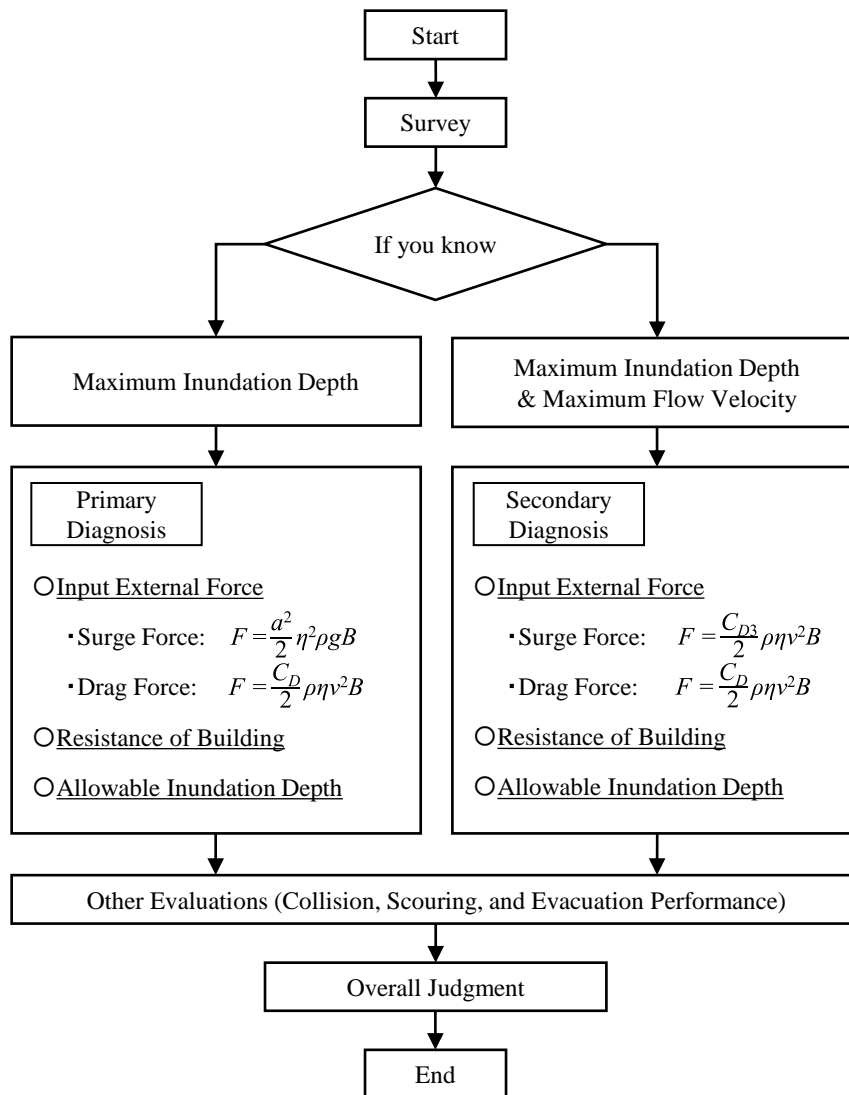 Start
Survey
If you know
Maximum Inundation Depth
Maximum Inundation Depth
& Maximum Flow Velocity
Primary
Diagnosis
○Input External Force
・Surge Force: F = a²/2 η²ρgB
・Drag Force: F = C_D/2 ρηv²B
○Resistance of Building
○Allowable Inundation Depth
Secondary
Diagnosis
○Input External Force
・Surge Force: F = C_D3/2 ρηv²B
・Drag Force: F = C_D/2 ρηv²B
○Resistance of Building
○Allowable Inundation Depth
Other Evaluations (Collision, Scouring, and Evacuation Performance)
Overall Judgment
End